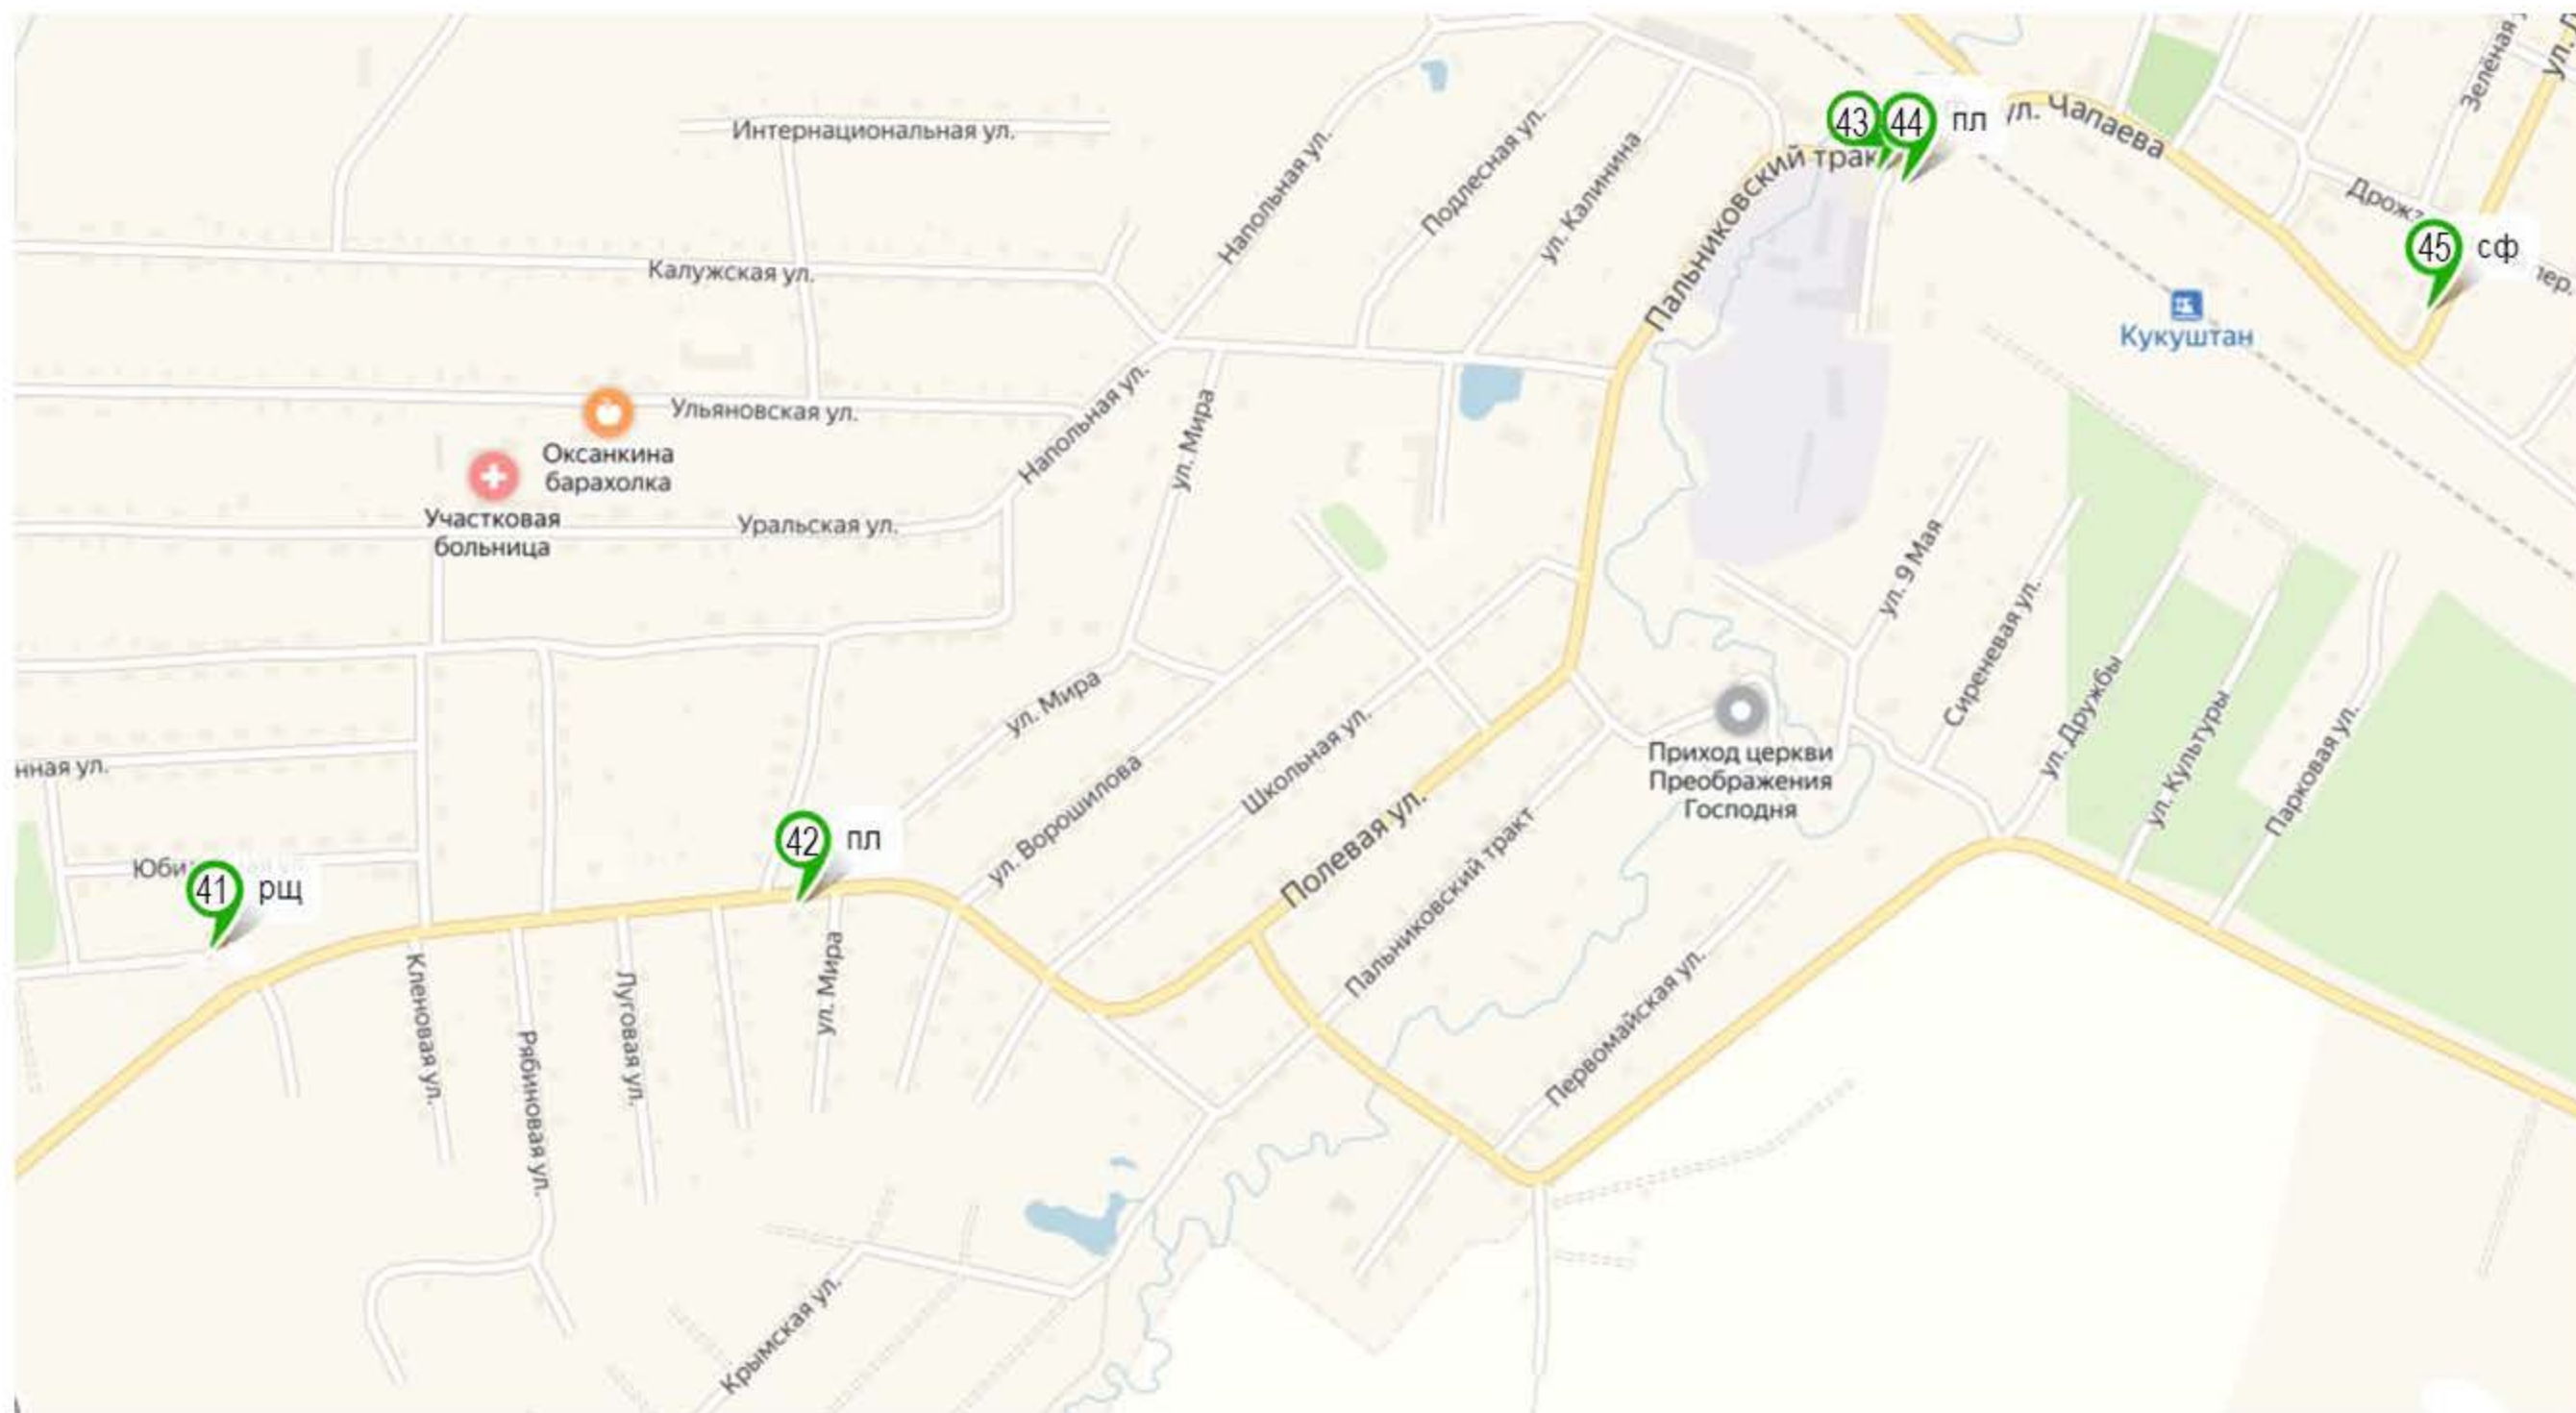 Зелёная
Интернациональная ул.
43
44
пл
ул. Чапаева
Пальниковский трак
Напольная ул.
Подлесная ул.
ул. Калинина
45
сф
пер.
Калужская ул.
Кукуштан
Ульяновская ул.
Оксанкина
барахолка
Напольная ул.
ул. Мира
Участковая
больница
Уральская ул.
ул. 9 Мая
Сиреневая ул.
ул. Дружбы
ул. Культуры
Парковая ул.
ул. Мира
Приход церкви
Преображения
Господня
нная ул.
Школьная ул.
ул. Ворошилова
42
пл
Полевая ул.
Пальниковский тракт
41
рщ
Кленовая ул.
Рябиновая ул.
Луговая ул.
ул. Мира
Первомайская ул.
Крымская ул.